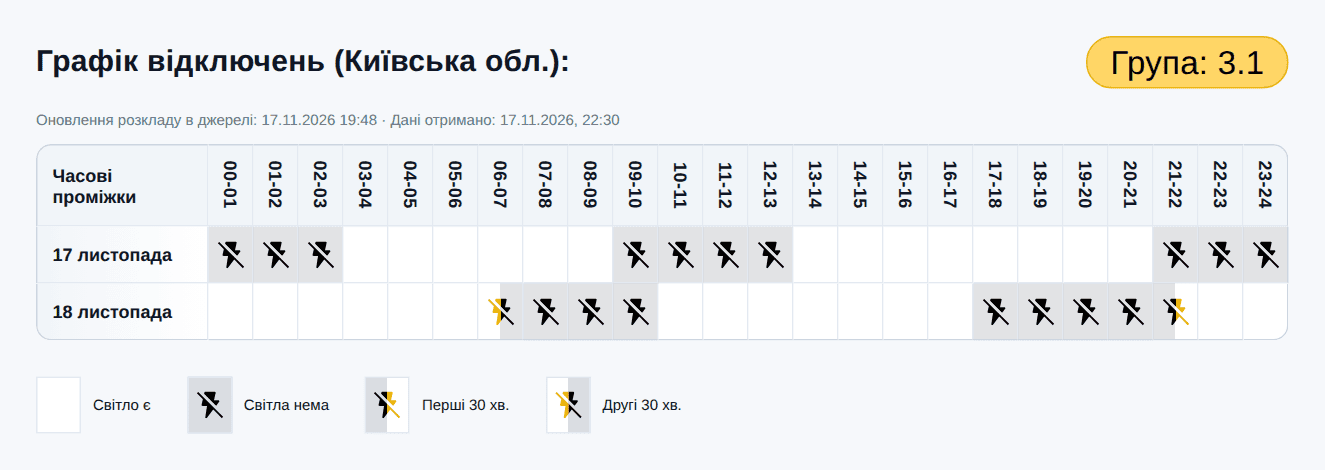 Графік відключень (Київська обл.):
Група: 3.1
Оновлення розкладу в джерелі: 17.11.2026 19:48 · Дані отримано: 17.11.2026, 22:30
Часові
проміжки
00-01
01-02
02-03
03-04
04-05
05-06
06-07
07-08
08-09
09-10
10-11
11-12
12-13
13-14
14-15
15-16
16-17
17-18
18-19
19-20
20-21
21-22
22-23
23-24
17 листопада
18 листопада
Світло є
Світла нема
Перші 30 хв.
Другі 30 хв.